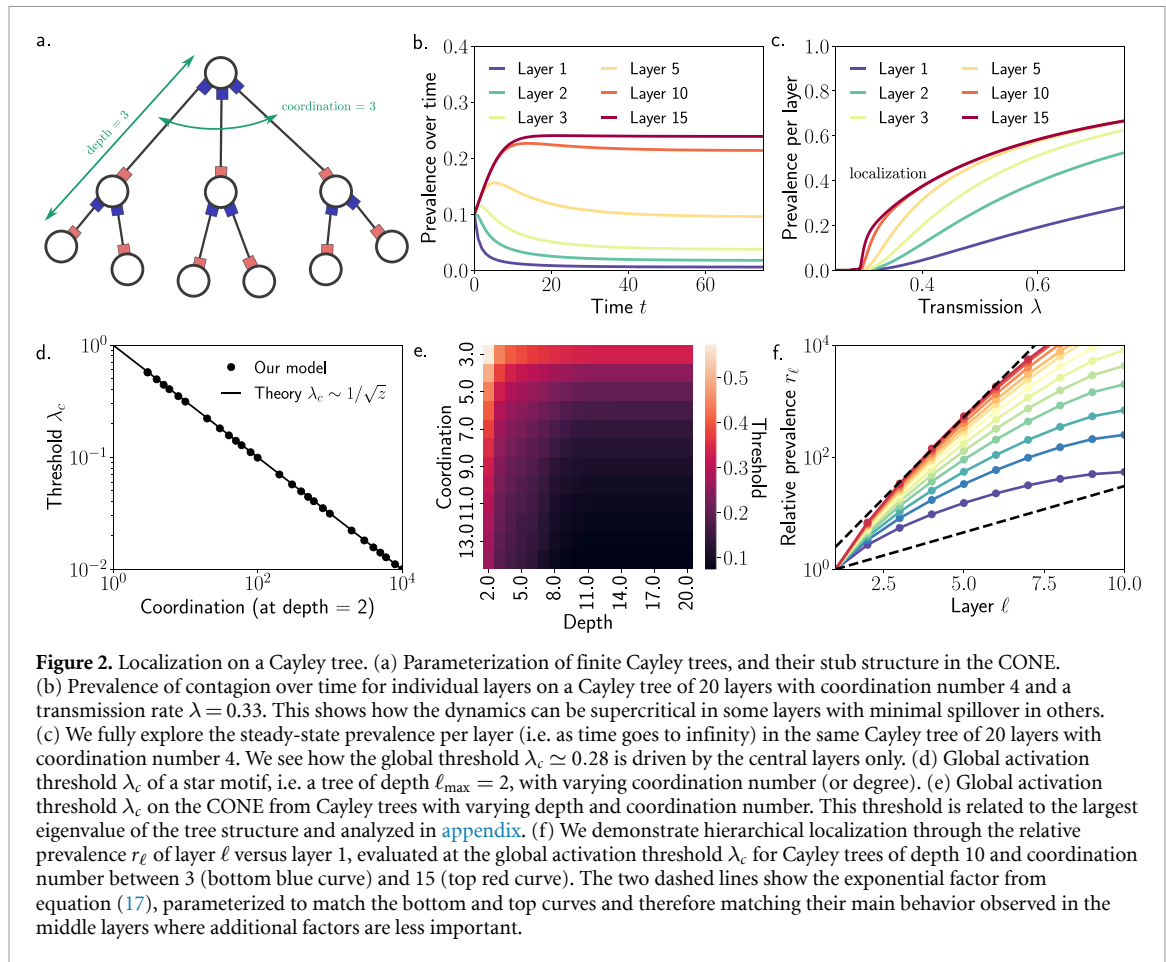 a.
depth = 3
coordination = 3
b.
Prevalence over time
0.4
0.3
0.2
0.1
0.0
Layer 1
Layer 2
Layer 3
Layer 5
Layer 10
Layer 15
0
20
40
60
Time t
c.
Prevalence per layer
1.0
0.8
0.6
0.4
0.2
0.0
Layer 1
Layer 2
Layer 3
Layer 5
Layer 10
Layer 15
localization
0.4
0.6
Transmission λ
d.
Threshold λ_c
10^0
10^-1
10^-2
Our model
Theory λ_c ∼ 1/√z
10^0
10^2
10^4
Coordination (at depth = 2)
e.
Coordination
3.0
5.0
7.0
9.0
11.0
13.0
2.0
5.0
8.0
11.0
14.0
17.0
20.0
Depth
0.5
0.4
0.3
0.2
0.1
Threshold
f.
Relative prevalence r_ℓ
10^4
10^2
10^0
2.5
5.0
7.5
10.0
Layer ℓ
Figure 2. Localization on a Cayley tree. (a) Parameterization of finite Cayley trees, and their stub structure in the CONE.
(b) Prevalence of contagion over time for individual layers on a Cayley tree of 20 layers with coordination number 4 and a
transmission rate λ = 0.33. This shows how the dynamics can be supercritical in some layers with minimal spillover in others.
(c) We fully explore the steady-state prevalence per layer (i.e. as time goes to infinity) in the same Cayley tree of 20 layers with
coordination number 4. We see how the global threshold λ_c ≃ 0.28 is driven by the central layers only. (d) Global activation
threshold λ_c of a star motif, i.e. a tree of depth ℓ_max = 2, with varying coordination number (or degree). (e) Global activation
threshold λ_c on the CONE from Cayley trees with varying depth and coordination number. This threshold is related to the largest
eigenvalue of the tree structure and analyzed in appendix. (f) We demonstrate hierarchical localization through the relative
prevalence r_ℓ of layer ℓ versus layer 1, evaluated at the global activation threshold λ_c for Cayley trees of depth 10 and coordination
number between 3 (bottom blue curve) and 15 (top red curve). The two dashed lines show the exponential factor from
equation (17), parameterized to match the bottom and top curves and therefore matching their main behavior observed in the
middle layers where additional factors are less important.